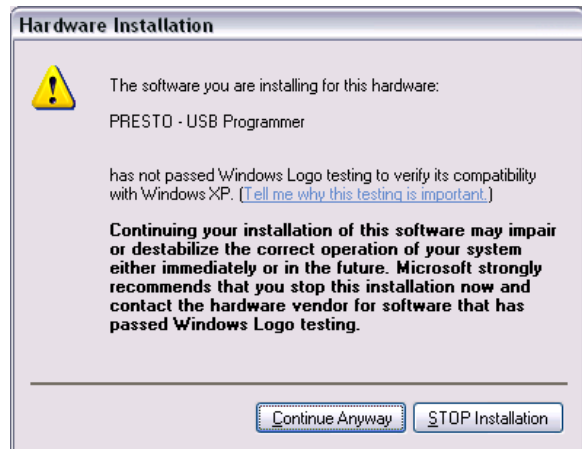 Hardware Installation
The software you are installing for this hardware:
PRESTO - USB Programmer
has not passed Windows Logo testing to verify its compatibility
with Windows XP. (Tell me why this testing is important.)
Continuing your installation of this software may impair
or destabilize the correct operation of your system
either immediately or in the future. Microsoft strongly
recommends that you stop this installation now and
contact the hardware vendor for software that has
passed Windows Logo testing.
Continue Anyway
STOP Installation